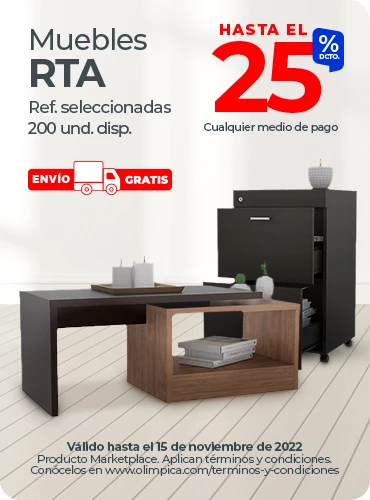 Muebles
RTA
Ref. seleccionadas
200 und. disp.
ENVÍO GRATIS
HASTA EL
25% DCTO.
Cualquier medio de pago
Válido hasta el 15 de noviembre de 2022
Producto Marketplace. Aplican términos y condiciones.
Conócelos en www.olimpica.com/terminos-y-condiciones